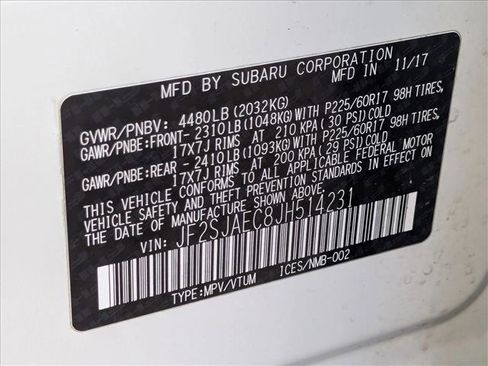 MFD BY SUBARU CORPORATION
MFD IN 11/17
GVWR/PNBV: 4480LB (2032KG)
GAWR/PNBE:FRONT- 2310LB (1048KG) WITH P225/60R17 98H TIRES,
17X7J RIMS AT 210 KPA (30 PSI) COLD
GAWR/PNBE:REAR - 2410LB (1093KG) WITH P225/60R17 98H TIRES,
17X7J RIMS AT 200 KPA (29 PSI) COLD
THIS VEHICLE CONFORMS TO ALL APPLICABLE FEDERAL MOTOR
VEHICLE SAFETY AND THEFT PREVENTION STANDARDS IN EFFECT ON
THE DATE OF MANUFACTURE SHOWN ABOVE.
VIN: JF2SJAEC8JH514231
TYPE:MPV/VTUM ICES/NMB-002